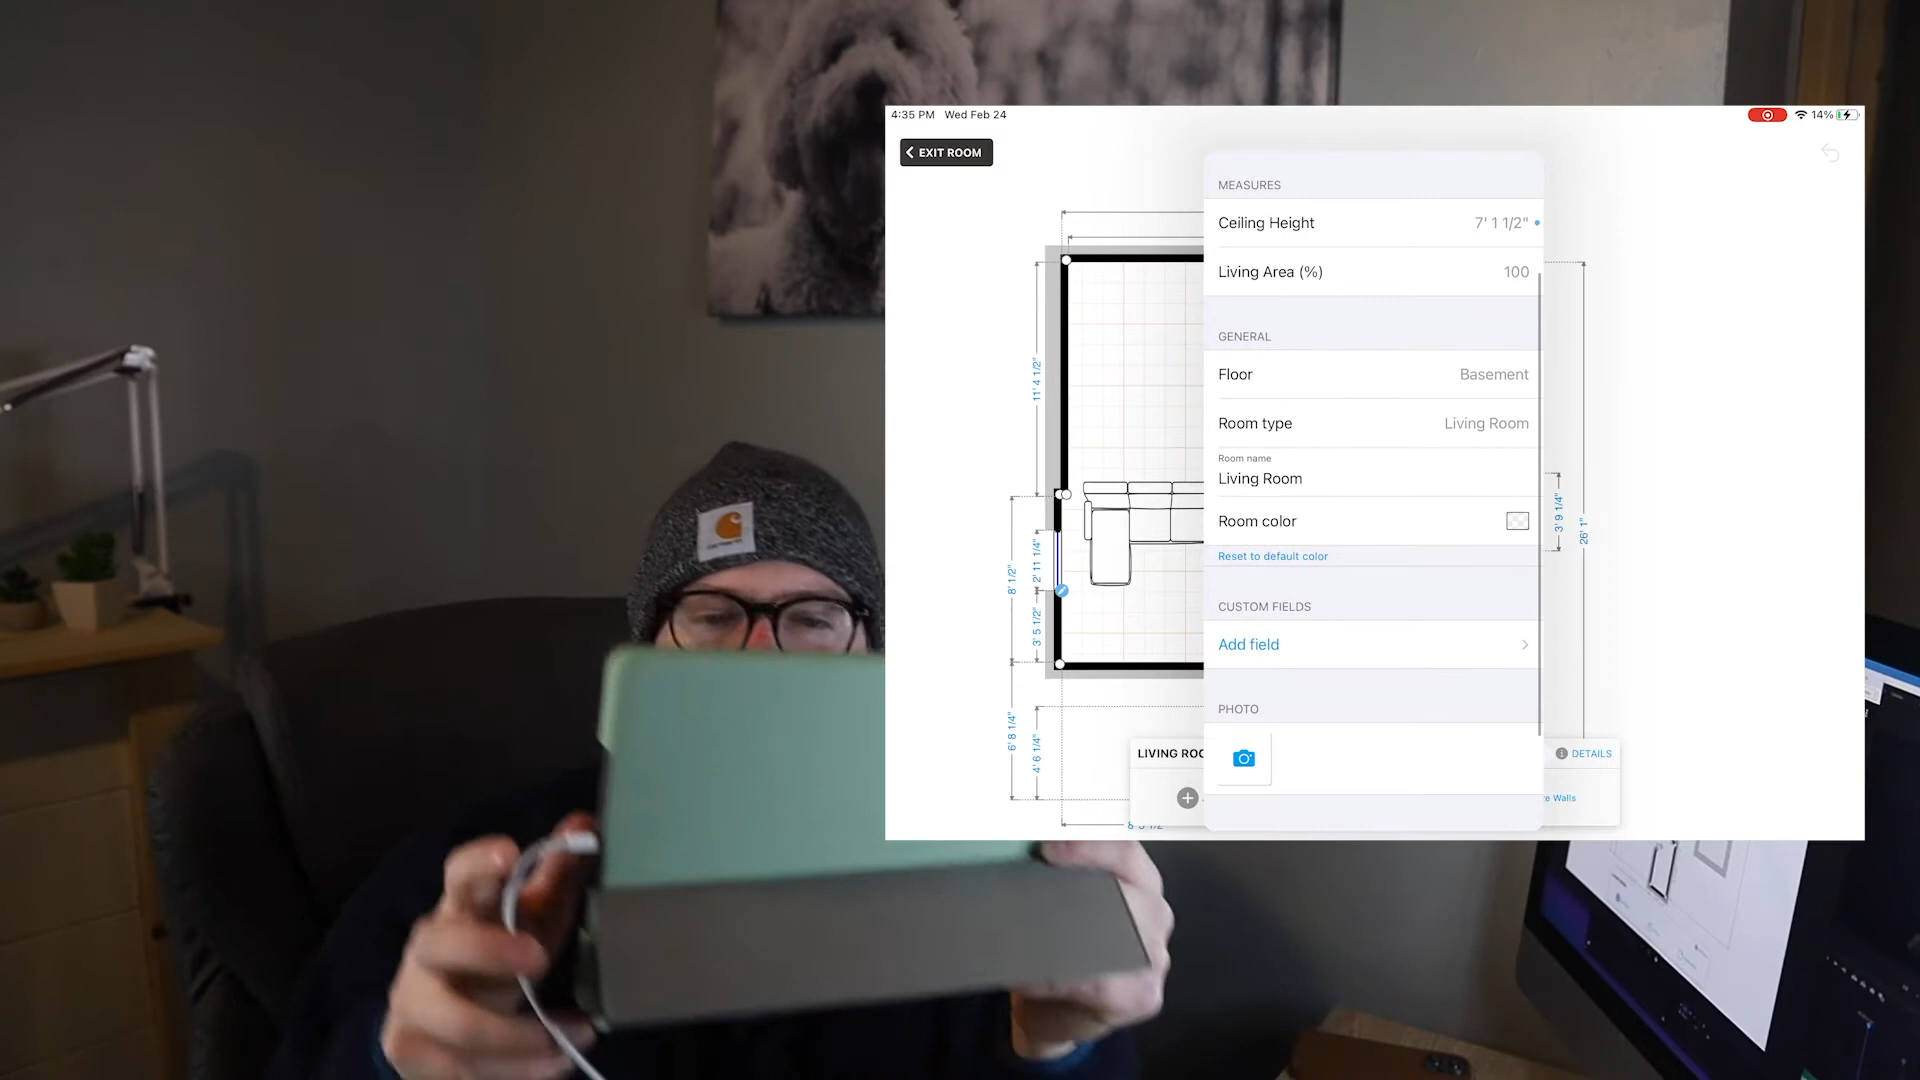 4:35 PM Wed Feb 24
14%
EXIT ROOM
MEASURES
Ceiling Height 7' 1 1/2"
Living Area (%) 100
GENERAL
Floor Basement
Room type Living Room
Room name
Living Room
Room color
Reset to default color
CUSTOM FIELDS
Add field
PHOTO
LIVING ROO
DETAILS
e Walls
11' 4 1/2"
8' 1/2"
2' 11 1/4"
3' 5 1/2"
6' 8 1/4"
4' 6 1/4"
3' 9 1/4"
26' 1"